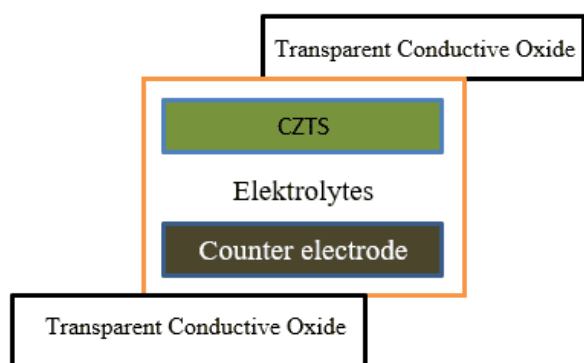 Transparent Conductive Oxide
CZTS
Elektrolytes
Counter electrode
Transparent Conductive Oxide